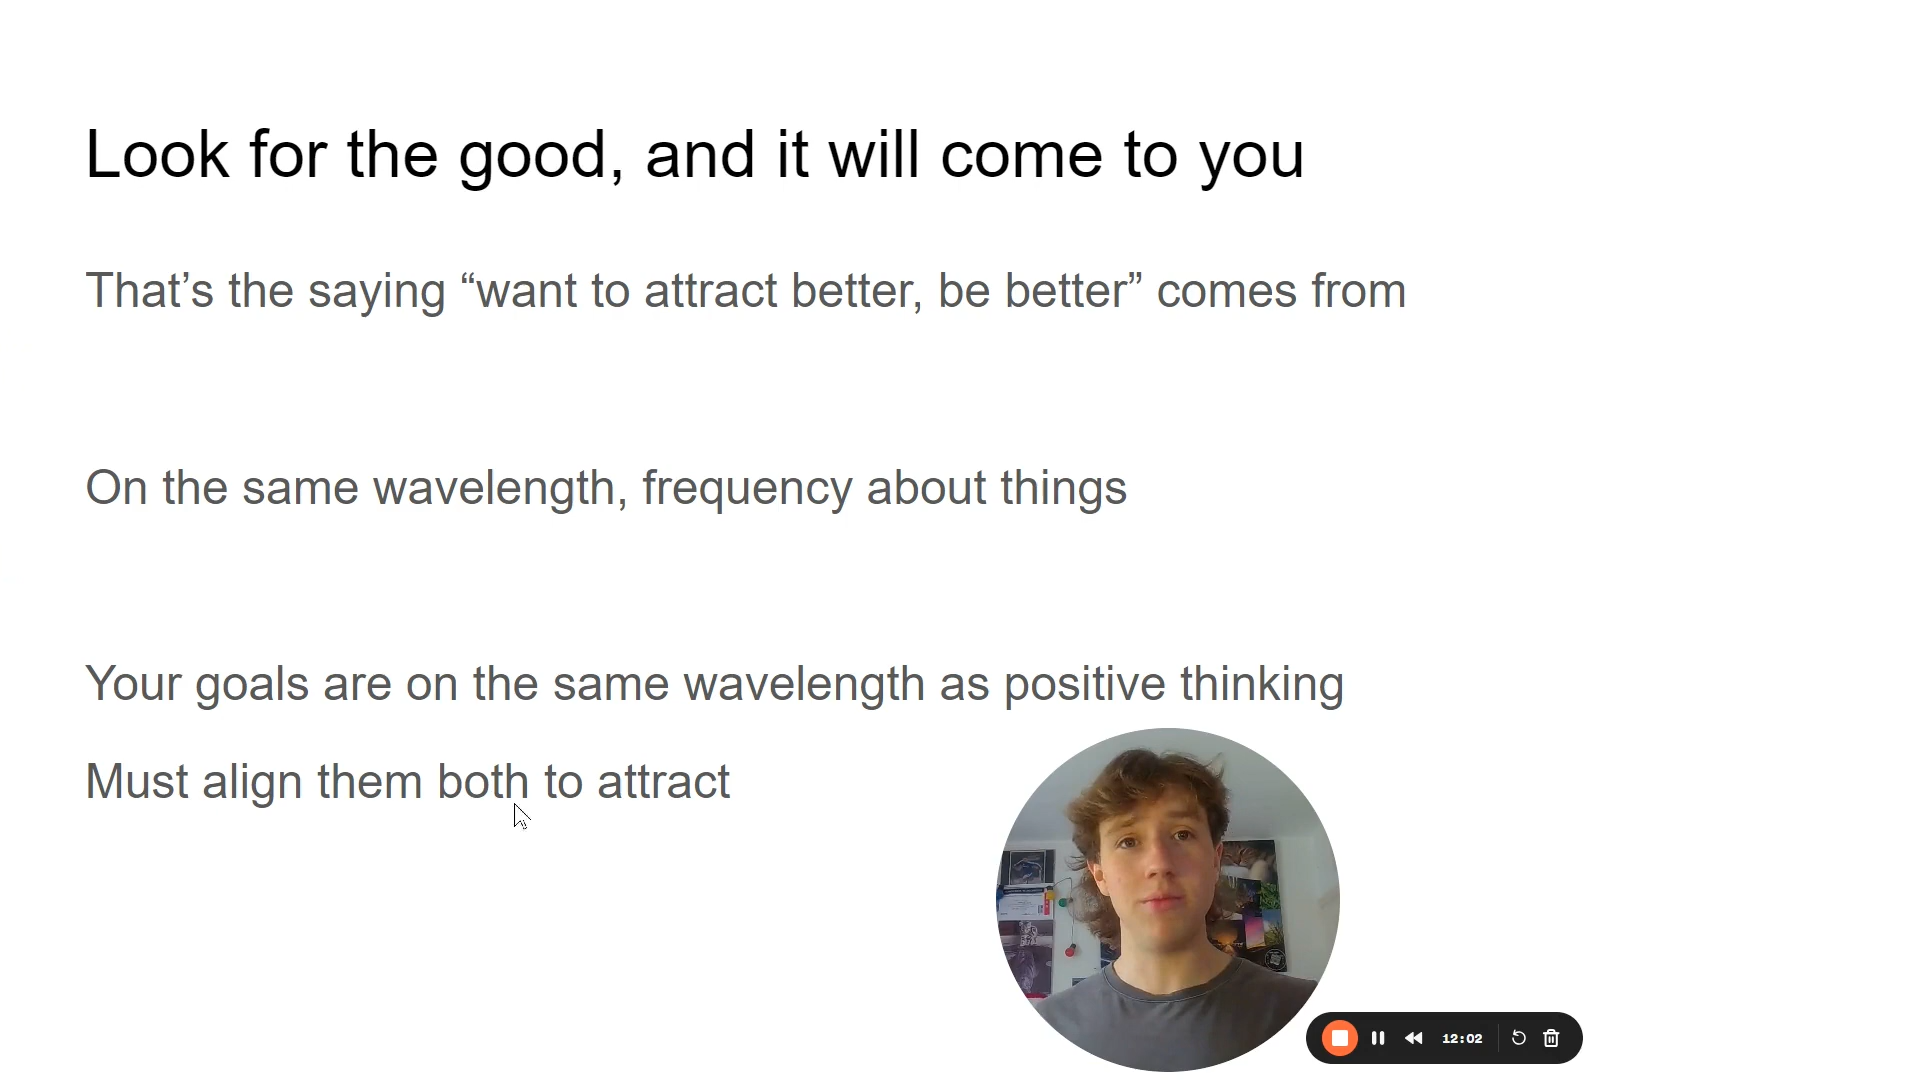 Look for the good, and it will come to you
That’s the saying “want to attract better, be better” comes from
On the same wavelength, frequency about things
Your goals are on the same wavelength as positive thinking
Must align them both to attract
12:02